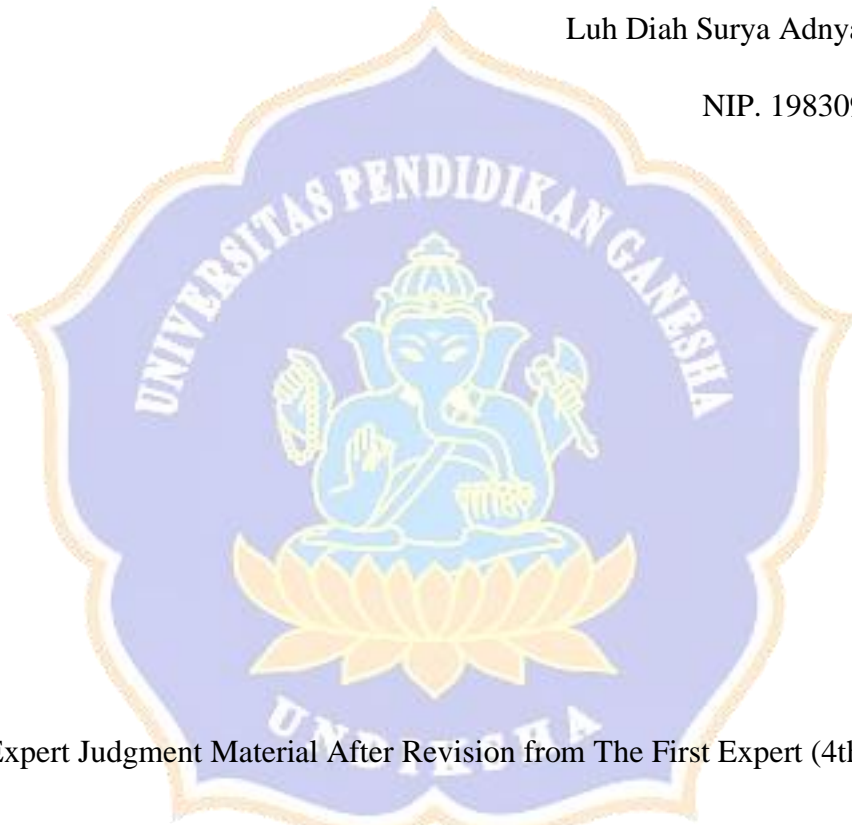 Luh Diah Surya Adnya
NIP. 198309
UNIVERSITAS PENDIDIKAN GANESHA
UNDIKSHA
Expert Judgment Material After Revision from The First Expert (4th